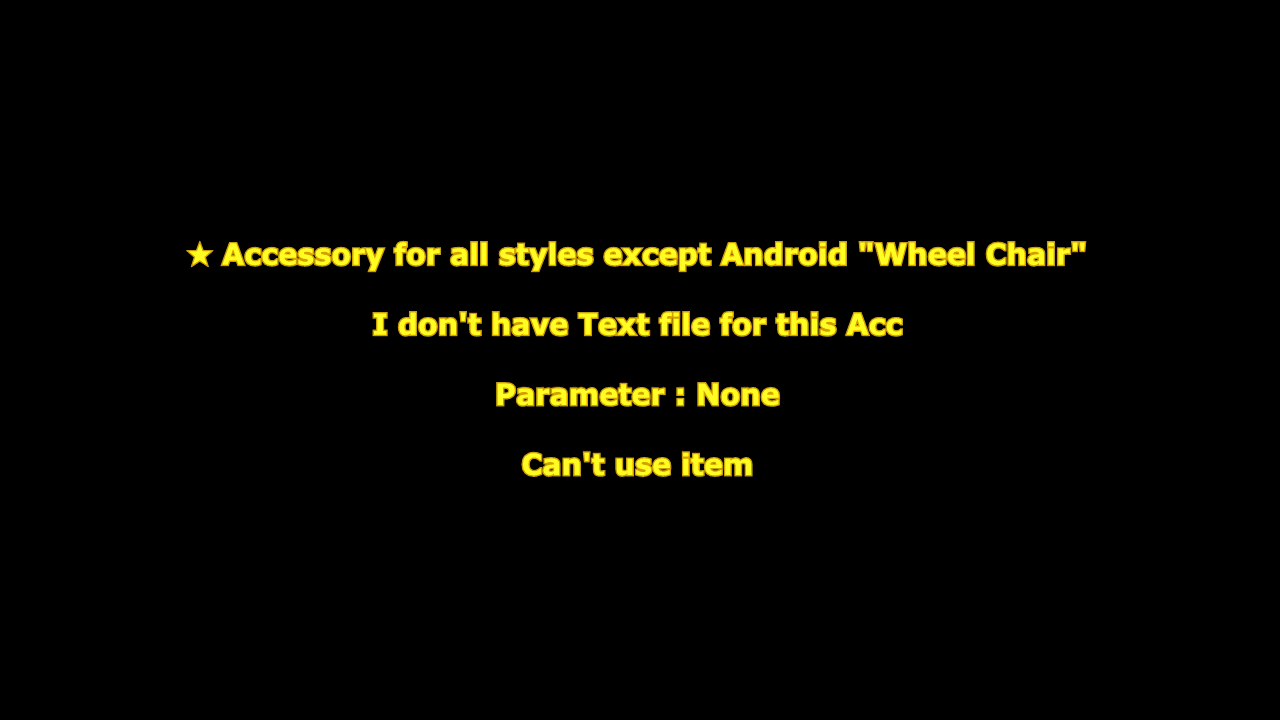 ★ Accessory for all styles except Android "Wheel Chair"
I don't have Text file for this Acc
Parameter : None
Can't use item